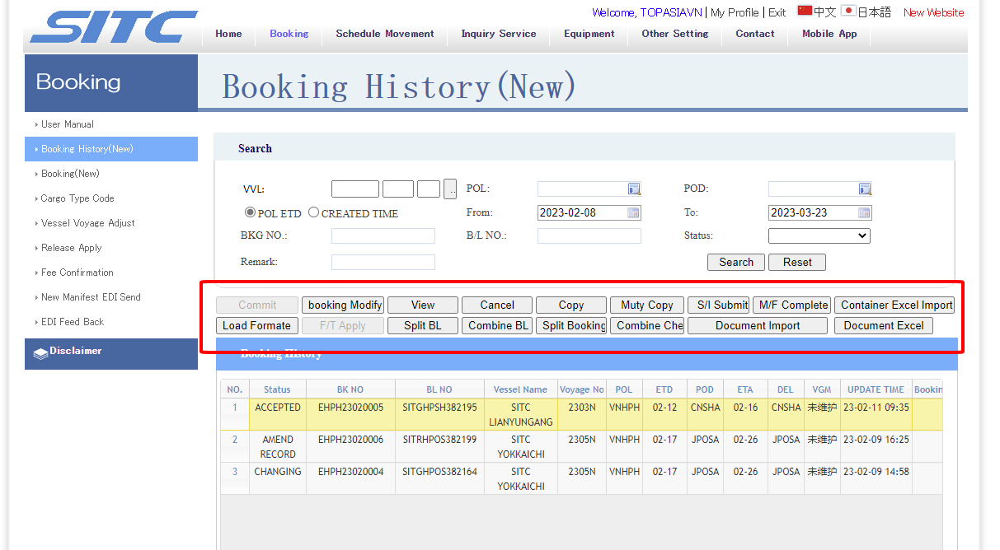 SITC
Welcome, TOPASIAVN | My Profile | Exit 中文 日本語 New Website
Home Booking Schedule Movement Inquiry Service Equipment Other Setting Contact Mobile App
Booking
Booking History(New)
User Manual
Booking History(New)
Booking(New)
Cargo Type Code
Vessel Voyage Adjust
Release Apply
Fee Confirmation
New Manifest EDI Send
EDI Feed Back
Disclaimer
Search
VVL: .. POL: POD:
POL ETD CREATED TIME From: 2023-02-08 To: 2023-03-23
BKG NO.: B/L NO.: Status:
Remark: Search Reset
Commit booking Modify View Cancel Copy Muty Copy S/I Submit M/F Complete Container Excel Import
Load Formate F/T Apply Split BL Combine BL Split Booking Combine Che Document Import Document Excel
Booking History
NO. Status BK NO BL NO Vessel Name Voyage No POL ETD POD ETA DEL VGM UPDATE TIME Bookin
1 ACCEPTED EHPH23020005 SITGHPSH382195 SITC LIANYUNGANG 2303N VNHPH 02-12 CNSHA 02-16 CNSHA 未维护 23-02-11 09:35
2 AMEND RECORD EHPH23020006 SITRHPOS382199 SITC YOKKAICHI 2305N VNHPH 02-17 JPOSA 02-26 JPOSA 未维护 23-02-09 16:25
3 CHANGING EHPH23020004 SITGHPOS382164 SITC YOKKAICHI 2305N VNHPH 02-17 JPOSA 02-26 JPOSA 未维护 23-02-09 14:58